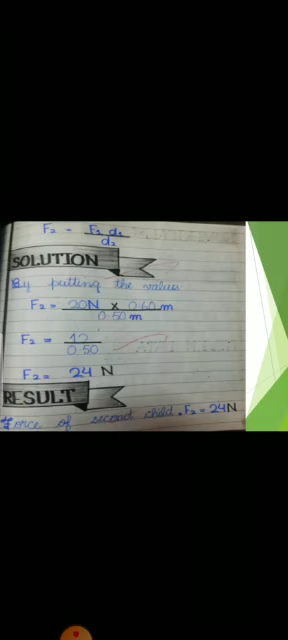 F₂ = F₁ d₁
d₂
SOLUTION
By putting the values
F₂ = 20N × 0.60 m
0.50 m
F₂ = 12
0.50
F₂ = 24 N
RESULT
Force of second child . F₂ = 24N